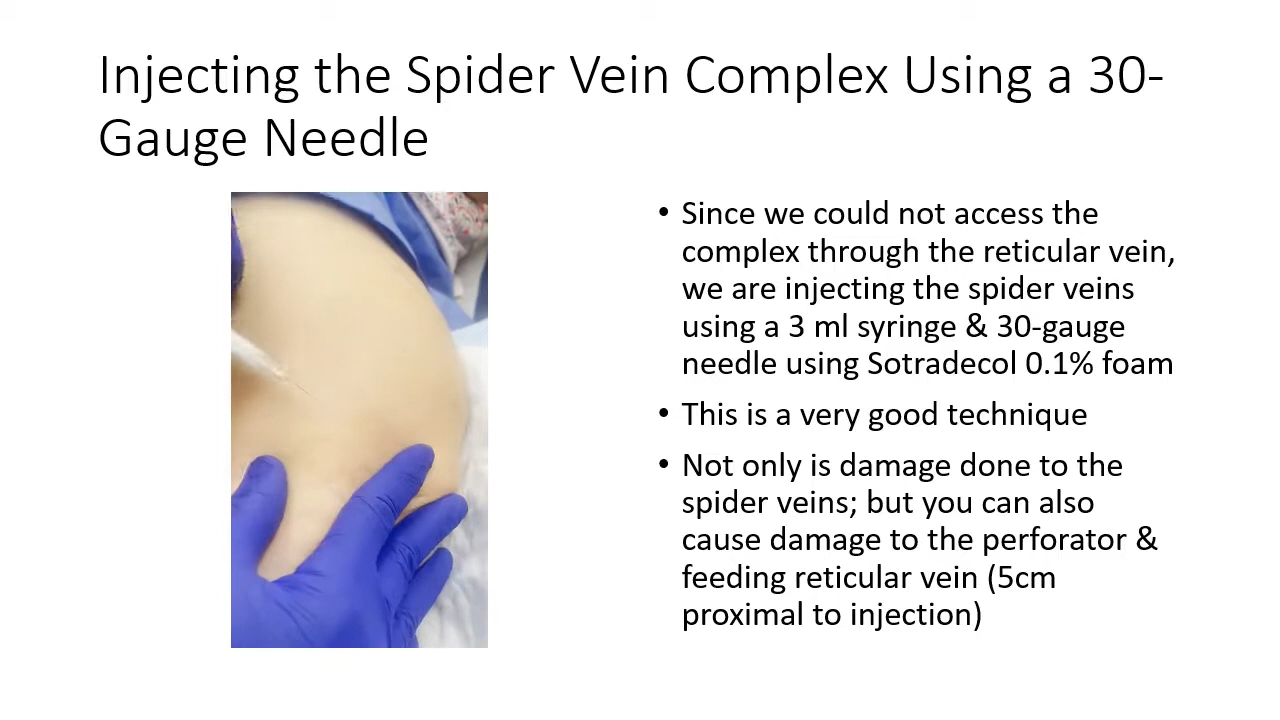 Injecting the Spider Vein Complex Using a 30-
Gauge Needle
• Since we could not access the
complex through the reticular vein,
we are injecting the spider veins
using a 3 ml syringe & 30-gauge
needle using Sotradecol 0.1% foam
• This is a very good technique
• Not only is damage done to the
spider veins; but you can also
cause damage to the perforator &
feeding reticular vein (5cm
proximal to injection)